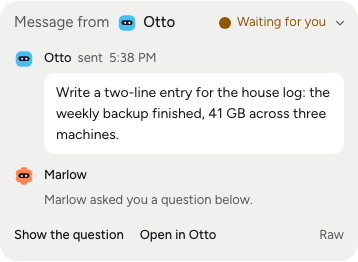 Message from Otto Waiting for you
Otto sent 5:38 PM
Write a two-line entry for the house log: the
weekly backup finished, 41 GB across three
machines.
Marlow
Marlow asked you a question below.
Show the question Open in Otto Raw